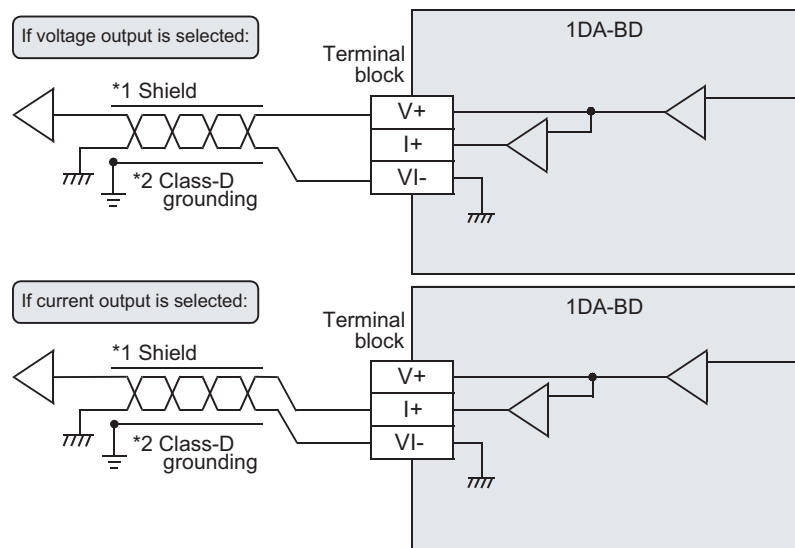 If voltage output is selected:
1DA-BD
Terminal
block
*1 Shield
V+
I+
VI-
*2 Class-D
grounding
If current output is selected:
1DA-BD
Terminal
block
*1 Shield
V+
I+
VI-
*2 Class-D
grounding